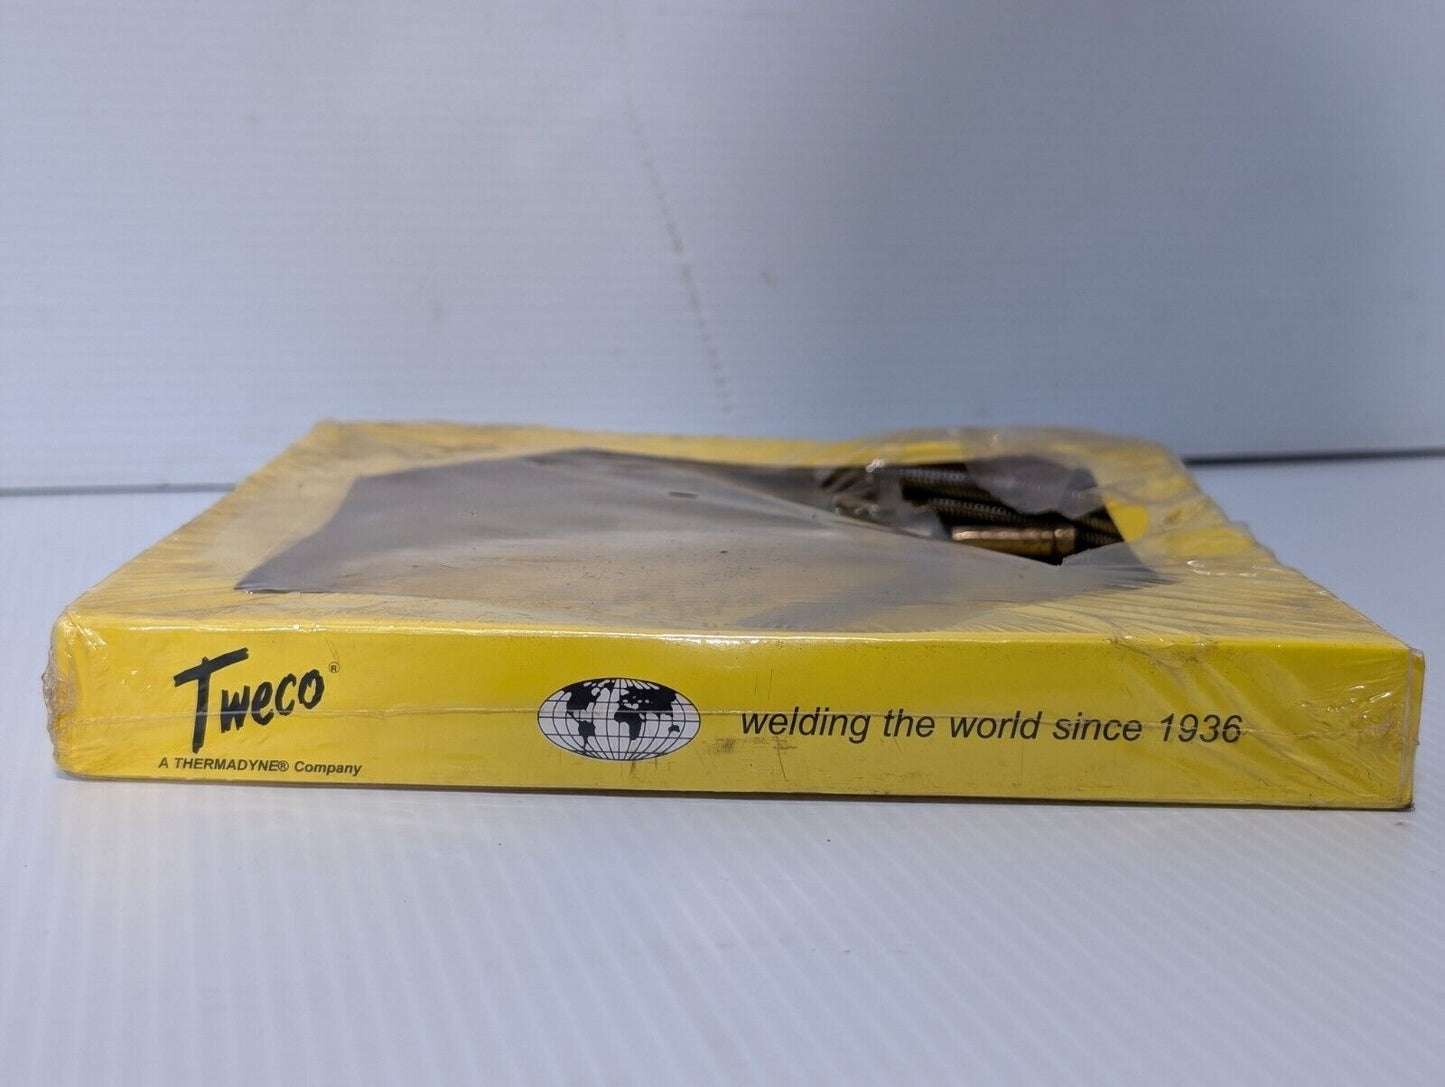 Tweco®
A THERMADYNE® Company
welding the world since 1936